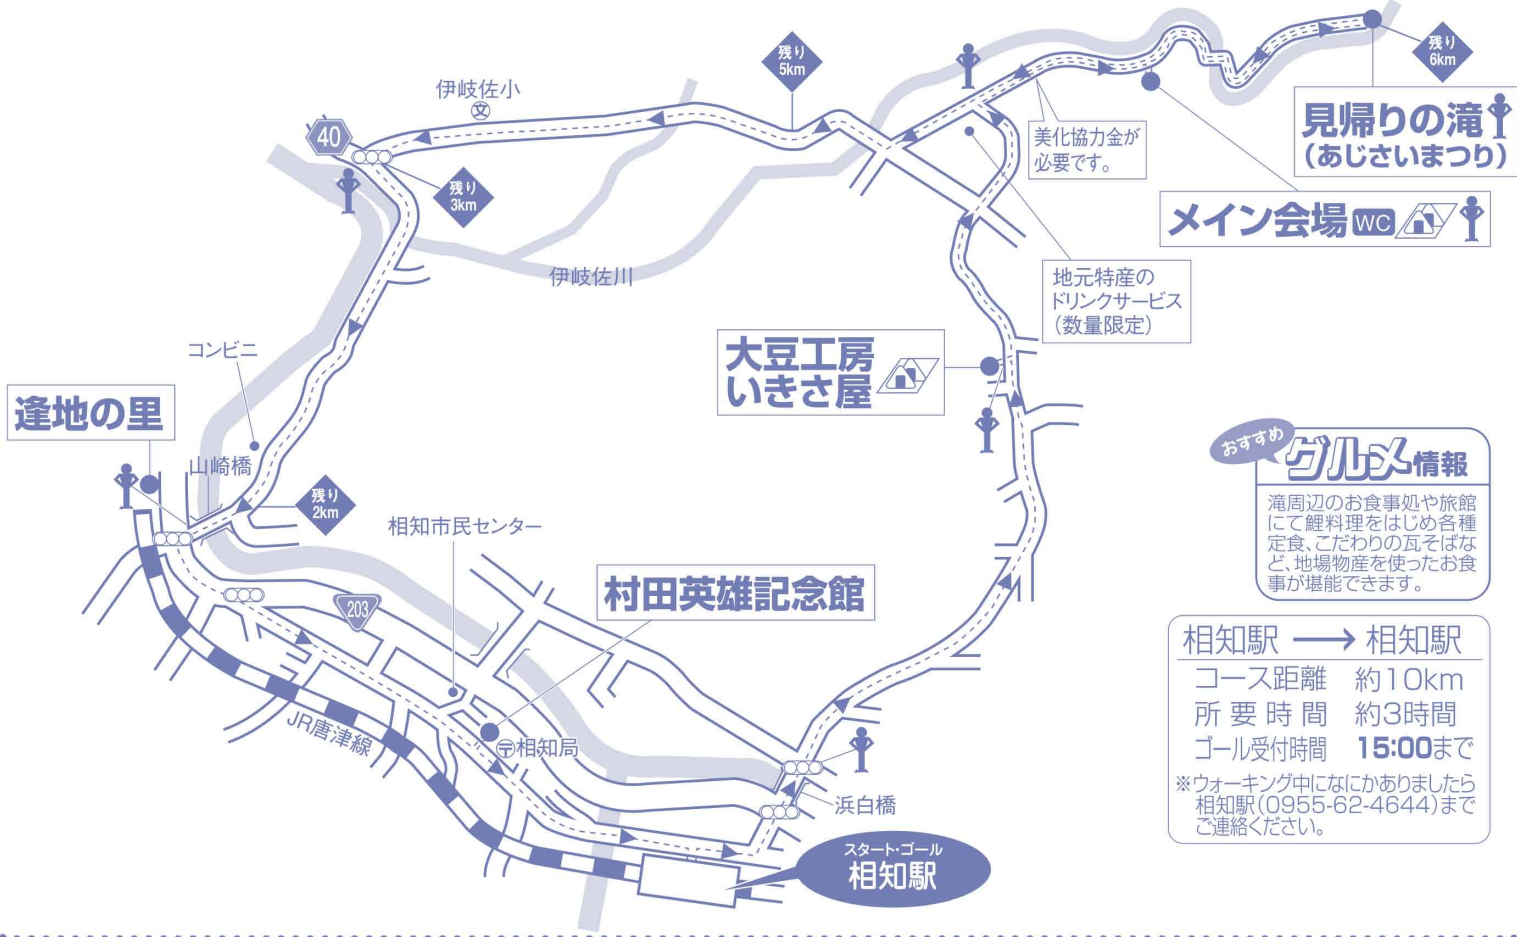 残り
5km
残り
6km
伊岐佐小
文
40
見帰りの滝
(あじさいまつり)
美化協力金が
必要です。
残り
3km
メイン会場 WC
伊岐佐川
地元特産の
ドリンクサービス
(数量限定)
コンビニ
大豆工房
いきさ屋
逢地の里
おすすめ
グルメ情報
滝周辺のお食事処や旅館
にて鯉料理をはじめ各種
定食、こだわりの瓦そばな
ど、地場物産を使ったお食
事が堪能できます。
山崎橋
残り
2km
相知市民センター
村田英雄記念館
203
相知駅 → 相知駅
コース距離 約10km
所要時間 約3時間
ゴール受付時間 15:00まで
※ウォーキング中になにかありましたら
相知駅(0955-62-4644)まで
ご連絡ください。
JR唐津線
〒相知局
浜白橋
スタート・ゴール
相知駅